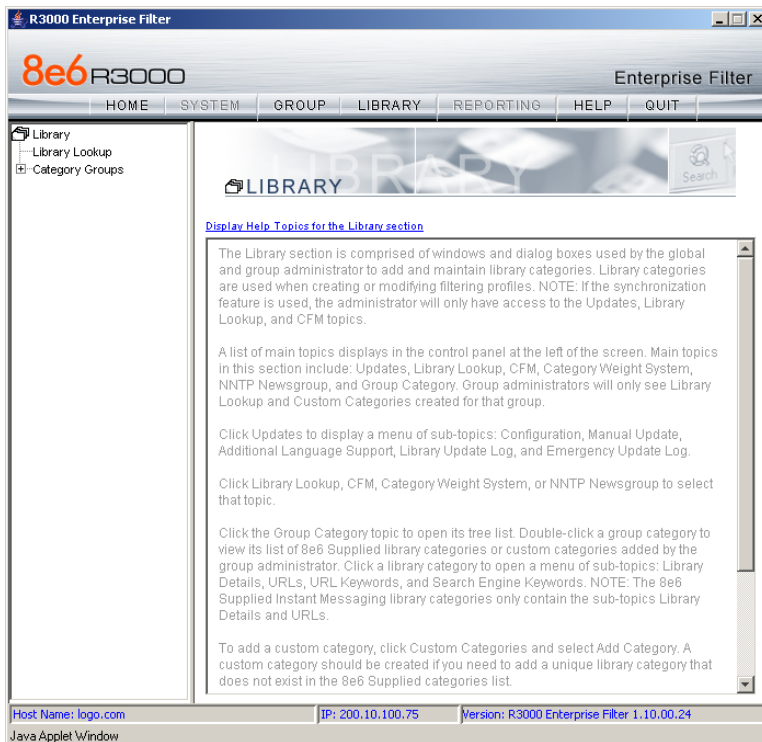 R3000 Enterprise Filter
8e6 R3000
Enterprise Filter
HOME SYSTEM GROUP LIBRARY REPORTING HELP QUIT
Library
Library Lookup
Category Groups
LIBRARY
LIBRARY
Search
Display Help Topics for the Library section
The Library section is comprised of windows and dialog boxes used by the global
and group administrator to add and maintain library categories. Library categories
are used when creating or modifying filtering profiles. NOTE: If the synchronization
feature is used, the administrator will only have access to the Updates, Library
Lookup, and CFM topics.
A list of main topics displays in the control panel at the left of the screen. Main topics
in this section include: Updates, Library Lookup, CFM, Category Weight System,
NNTP Newsgroup, and Group Category. Group administrators will only see Library
Lookup and Custom Categories created for that group.
Click Updates to display a menu of sub-topics: Configuration, Manual Update,
Additional Language Support, Library Update Log, and Emergency Update Log.
Click Library Lookup, CFM, Category Weight System, or NNTP Newsgroup to select
that topic.
Click the Group Category topic to open its tree list. Double-click a group category to
view its list of 8e6 Supplied library categories or custom categories added by the
group administrator. Click a library category to open a menu of sub-topics: Library
Details, URLs, URL Keywords, and Search Engine Keywords. NOTE: The 8e6
Supplied Instant Messaging library categories only contain the sub-topics Library
Details and URLs.
To add a custom category, click Custom Categories and select Add Category. A
custom category should be created if you need to add a unique library category that
does not exist in the 8e6 Supplied categories list.
Host Name: logo.com IP: 200.10.100.75 Version: R3000 Enterprise Filter 1.10.00.24
Java Applet Window